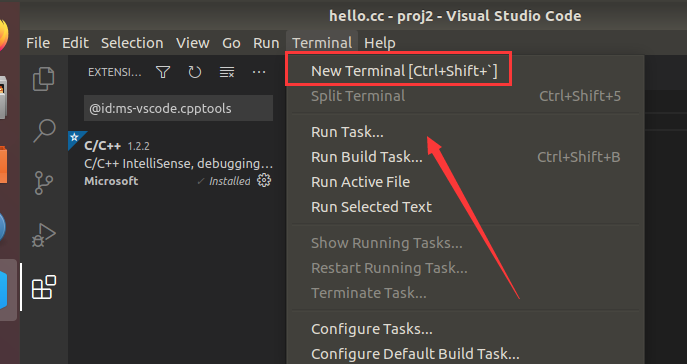 hello.cc - proj2 - Visual Studio Code
File Edit Selection View Go Run Terminal Help
EXTENSI...
@id:ms-vscode.cpptools
C/C++ 1.2.2
C/C++ IntelliSense, debugging,...
Microsoft ✓ Installed
New Terminal [Ctrl+Shift+`]
Split Terminal Ctrl+Shift+5
Run Task...
Run Build Task... Ctrl+Shift+B
Run Active File
Run Selected Text
Show Running Tasks...
Restart Running Task...
Terminate Task...
Configure Tasks...
Configure Default Build Task...